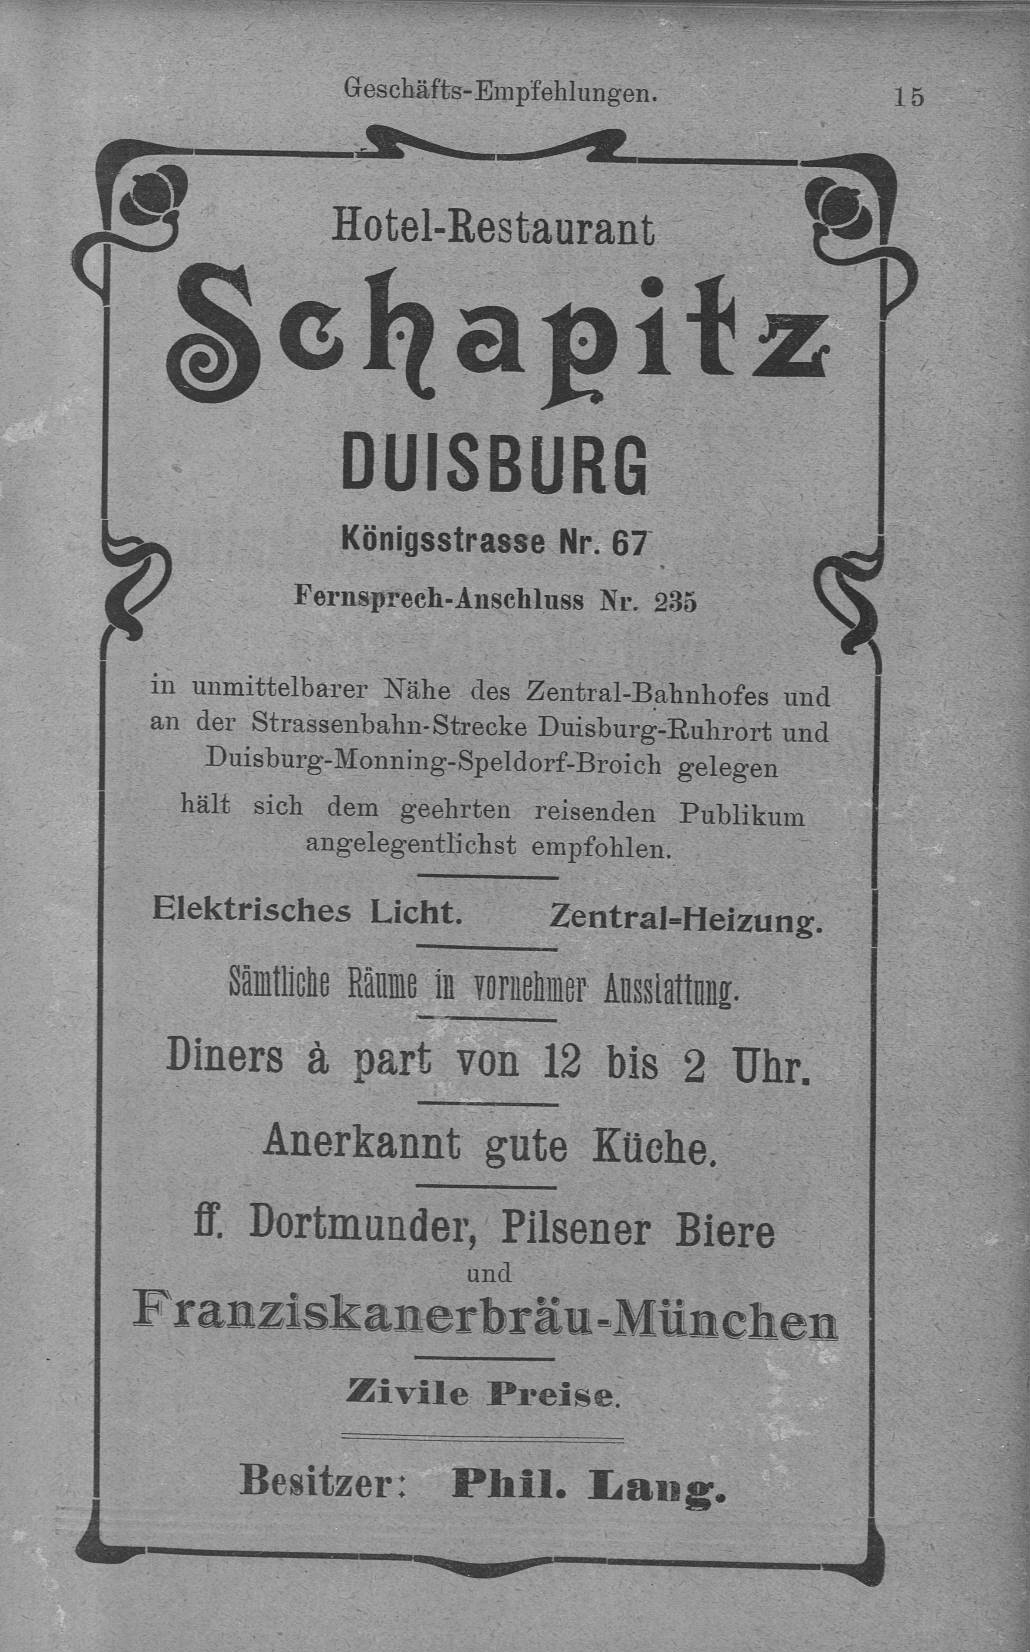 Geschäfts-Empfehlungen.
15
Hotel-Restaurant
Schapitz
DUISBURG
Königsstrasse Nr. 67
Fernsprech-Anschluss Nr. 235
in unmittelbarer Nähe des Zentral-Bahnhofes und
an der Strassenbahn-Strecke Duisburg-Ruhrort und
Duisburg-Monning-Speldorf-Broich gelegen
hält sich dem geehrten reisenden Publikum
angelegentlichst empfohlen.
Elektrisches Licht. Zentral-Heizung.
Sämtliche Räume in vornehmer Ausstattung.
Diners à part von 12 bis 2 Uhr.
Anerkannt gute Küche.
ff. Dortmunder, Pilsener Biere
und
Franziskanerbräu-München
Zivile Preise.
Besitzer: Phil. Lang.